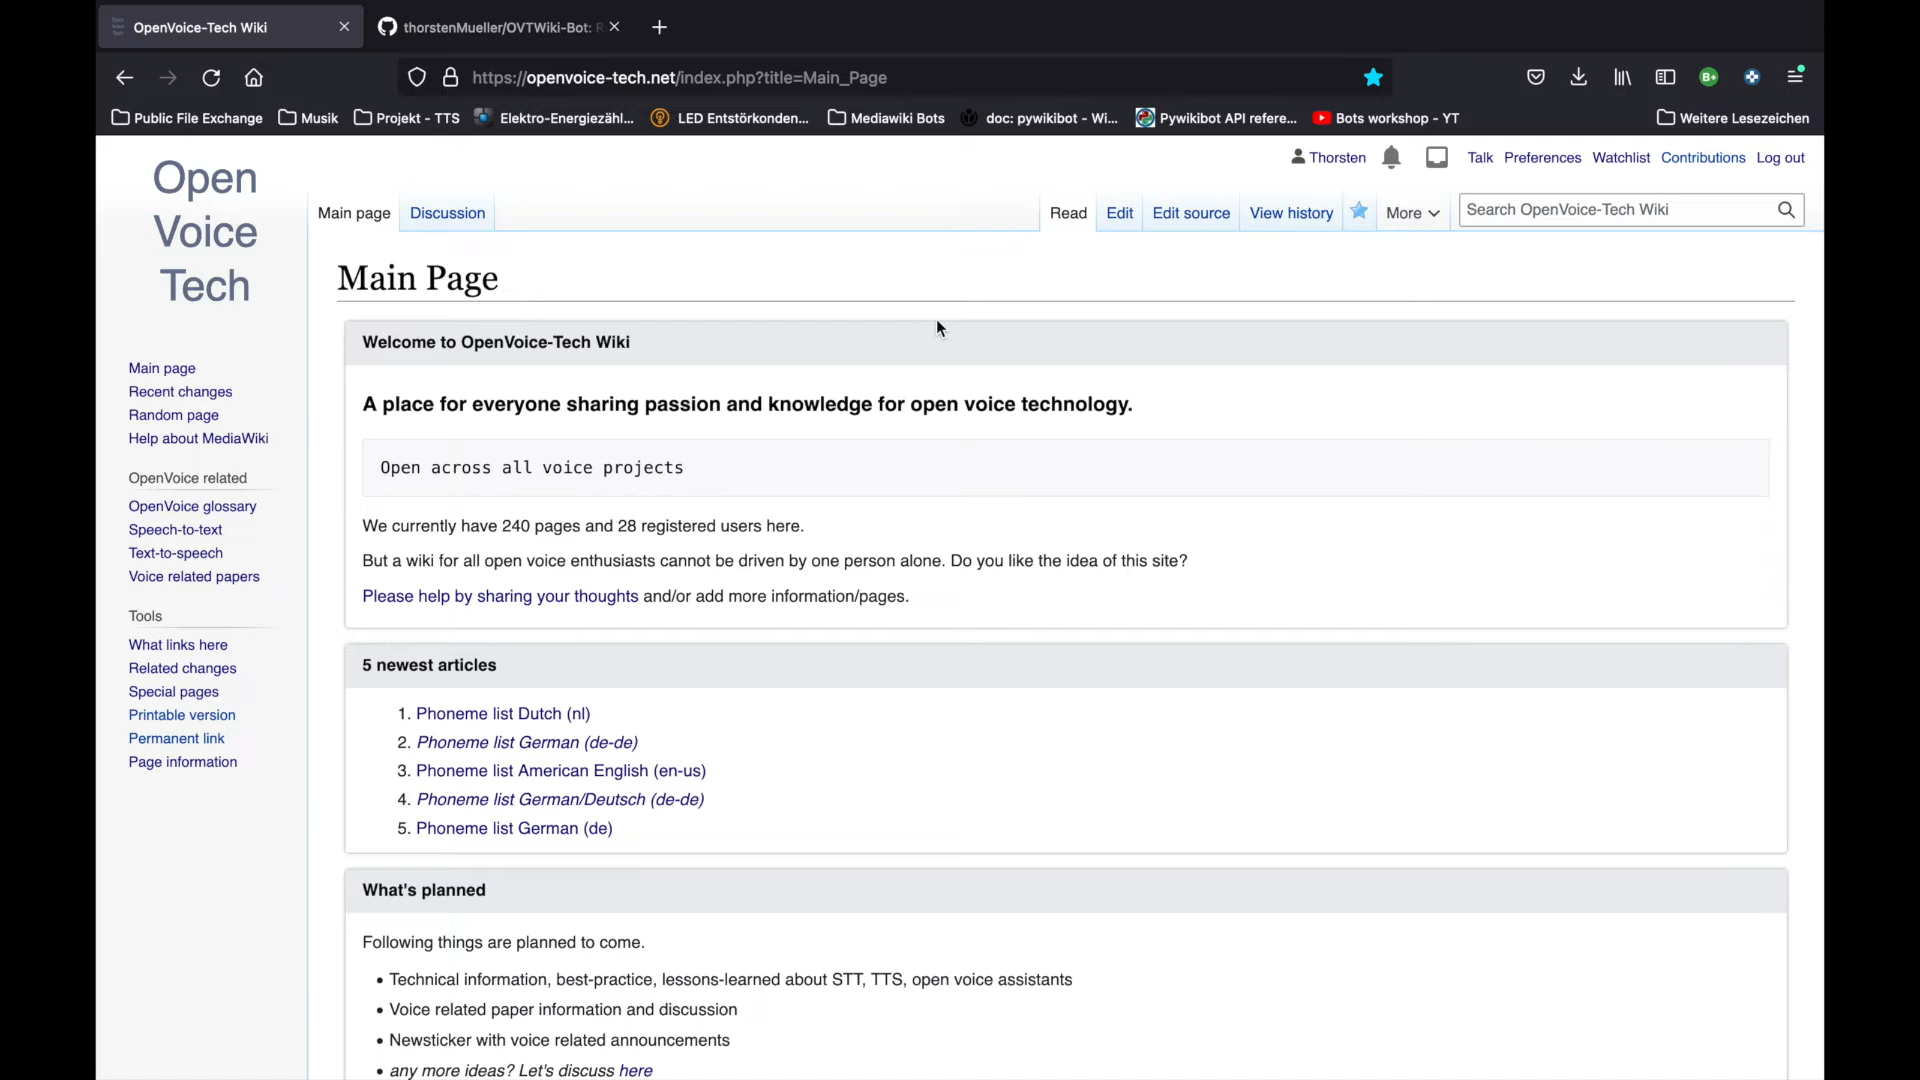 OpenVoice-Tech Wiki
thorstenMueller/OVTWiki-Bot: R
https://openvoice-tech.net/index.php?title=Main_Page
B+
Public File Exchange
Musik
Projekt - TTS
Elektro-Energiezähl...
LED Entstörkonden...
Mediawiki Bots
doc: pywikibot - Wi...
Pywikibot API refere...
Bots workshop - YT
Weitere Lesezeichen
Open
Voice
Tech
Thorsten
Talk
Preferences
Watchlist
Contributions
Log out
Main page
Discussion
Read
Edit
Edit source
View history
More
Search OpenVoice-Tech Wiki
Main page
Recent changes
Random page
Help about MediaWiki
OpenVoice related
OpenVoice glossary
Speech-to-text
Text-to-speech
Voice related papers
Tools
What links here
Related changes
Special pages
Printable version
Permanent link
Page information
Main Page
Welcome to OpenVoice-Tech Wiki
A place for everyone sharing passion and knowledge for open voice technology.
Open across all voice projects
We currently have 240 pages and 28 registered users here.
But a wiki for all open voice enthusiasts cannot be driven by one person alone. Do you like the idea of this site?
Please help by sharing your thoughts and/or add more information/pages.
5 newest articles
1. Phoneme list Dutch (nl)
2. Phoneme list German (de-de)
3. Phoneme list American English (en-us)
4. Phoneme list German/Deutsch (de-de)
5. Phoneme list German (de)
What's planned
Following things are planned to come.
• Technical information, best-practice, lessons-learned about STT, TTS, open voice assistants
• Voice related paper information and discussion
• Newsticker with voice related announcements
• any more ideas? Let's discuss here